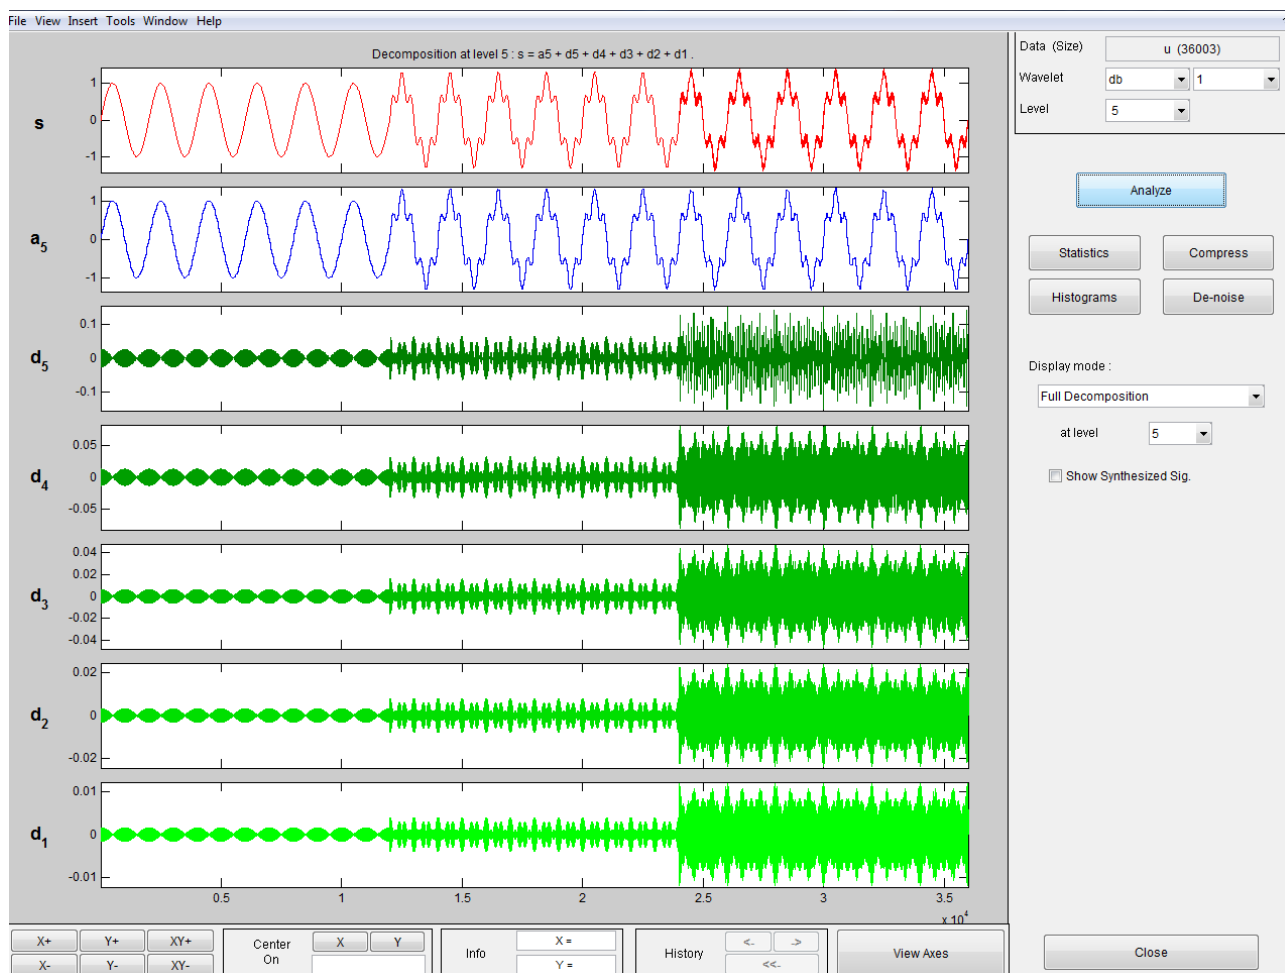 File View Insert Tools Window Help
Decomposition at level 5 : s = a5 + d5 + d4 + d3 + d2 + d1 .
s
1
0
-1
a5
1
0
-1
d5
0.1
0
-0.1
d4
0.05
0
-0.05
d3
0.04
0.02
0
-0.02
-0.04
d2
0.02
0
-0.02
d1
0.01
0
-0.01
0.5 1 1.5 2 2.5 3 3.5
x 10^4
Data (Size) u (36003)
Wavelet db 1
Level 5
Analyze
Statistics Compress
Histograms De-noise
Display mode :
Full Decomposition
at level 5
Show Synthesized Sig.
X+ Y+ XY+
X- Y- XY-
Center On X Y
Info X =
Y =
History <- ->
<<-
View Axes
Close